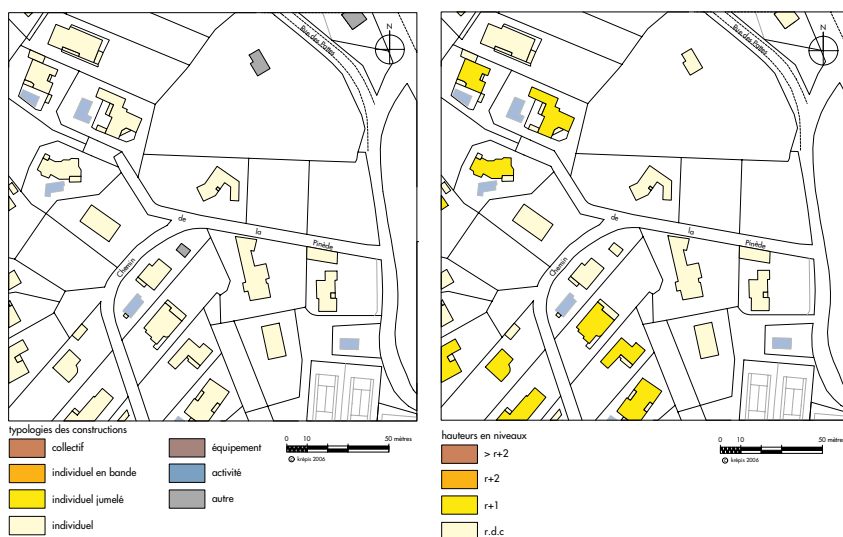 Rue des Pattes
N
de
la
Pinède
Chemin
typologies des constructions
collectif
individuel en bande
individuel jumelé
individuel
équipement
activité
autre
0 10 50 mètres
© krépis 2006
Rue des Pattes
N
de
la
Pinède
Chemin
hauteurs en niveaux
> r+2
r+2
r+1
r.d.c
0 10 50 mètres
© krépis 2006